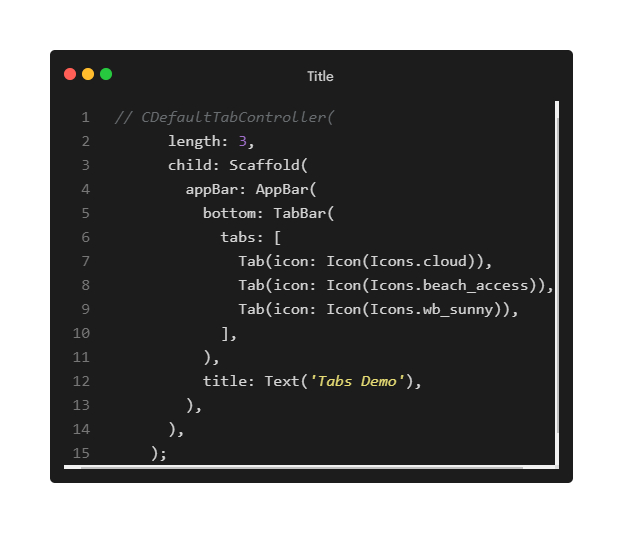 Title
1 // CDefaultTabController(
2 length: 3,
3 child: Scaffold(
4 appBar: AppBar(
5 bottom: TabBar(
6 tabs: [
7 Tab(icon: Icon(Icons.cloud)),
8 Tab(icon: Icon(Icons.beach_access)),
9 Tab(icon: Icon(Icons.wb_sunny)),
10 ],
11 ),
12 title: Text('Tabs Demo'),
13 ),
14 ),
15 );